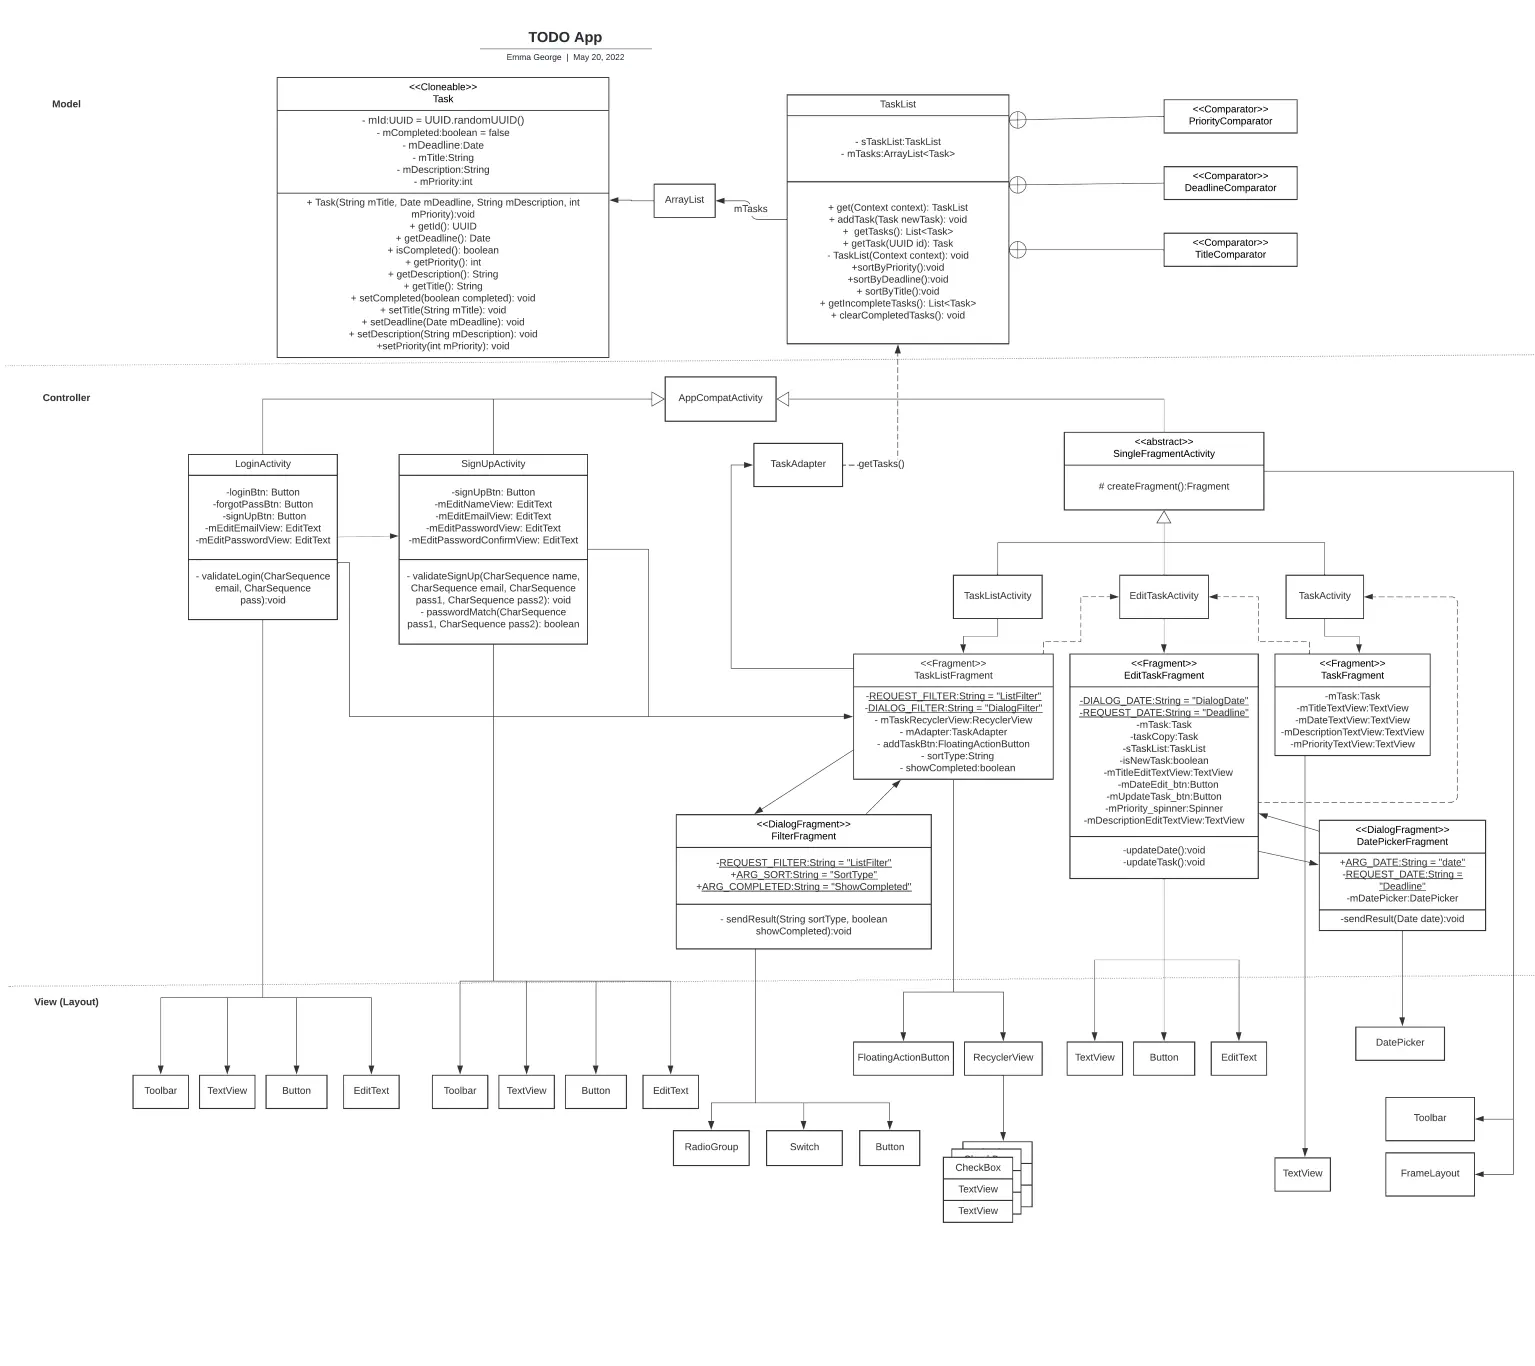 TODO App
Emma George | May 20, 2022
Model
<<Cloneable>>
Task
- mId:UUID = UUID.randomUUID()
- mCompleted:boolean = false
- mDeadline:Date
- mTitle:String
- mDescription:String
- mPriority:int
+ Task(String mTitle, Date mDeadline, String mDescription, int
mPriority):void
+ getId(): UUID
+ getDeadline(): Date
+ isCompleted(): boolean
+ getPriority(): int
+ getDescription(): String
+ getTitle(): String
+ setCompleted(boolean completed): void
+ setTitle(String mTitle): void
+ setDeadline(Date mDeadline): void
+ setDescription(String mDescription): void
+setPriority(int mPriority): void
ArrayList
mTasks
TaskList
- sTaskList:TaskList
- mTasks:ArrayList<Task>
+ get(Context context): TaskList
+ addTask(Task newTask): void
+  getTasks(): List<Task>
+ getTask(UUID id): Task
- TaskList(Context context): void
+sortByPriority():void
+sortByDeadline():void
+ sortByTitle():void
+ getIncompleteTasks(): List<Task>
+ clearCompletedTasks(): void
<<Comparator>>
PriorityComparator
<<Comparator>>
DeadlineComparator
<<Comparator>>
TitleComparator
Controller
AppCompatActivity
LoginActivity
-loginBtn: Button
-forgotPassBtn: Button
-signUpBtn: Button
-mEditEmailView: EditText
-mEditPasswordView: EditText
- validateLogin(CharSequence
email, CharSequence
pass):void
SignUpActivity
-signUpBtn: Button
-mEditNameView: EditText
-mEditEmailView: EditText
-mEditPasswordView: EditText
-mEditPasswordConfirmView: EditText
- validateSignUp(CharSequence name,
CharSequence email, CharSequence
pass1, CharSequence pass2): void
- passwordMatch(CharSequence
pass1, CharSequence pass2): boolean
TaskAdapter
getTasks()
<<abstract>>
SingleFragmentActivity
# createFragment():Fragment
TaskListActivity
EditTaskActivity
TaskActivity
<<Fragment>>
TaskListFragment
-REQUEST_FILTER:String = "ListFilter"
-DIALOG_FILTER:String = "DialogFilter"
- mTaskRecyclerView:RecyclerView
- mAdapter:TaskAdapter
- addTaskBtn:FloatingActionButton
- sortType:String
- showCompleted:boolean
<<Fragment>>
EditTaskFragment
-DIALOG_DATE:String = "DialogDate"
-REQUEST_DATE:String = "Deadline"
-mTask:Task
-taskCopy:Task
-sTaskList:TaskList
-isNewTask:boolean
-mTitleEditTextView:TextView
-mDateEdit_btn:Button
-mUpdateTask_btn:Button
-mPriority_spinner:Spinner
-mDescriptionEditTextView:TextView
-updateDate():void
-updateTask():void
<<Fragment>>
TaskFragment
-mTask:Task
-mTitleTextView:TextView
-mDateTextView:TextView
-mDescriptionTextView:TextView
-mPriorityTextView:TextView
<<DialogFragment>>
FilterFragment
-REQUEST_FILTER:String = "ListFilter"
+ARG_SORT:String = "SortType"
+ARG_COMPLETED:String = "ShowCompleted"
- sendResult(String sortType, boolean
showCompleted):void
<<DialogFragment>>
DatePickerFragment
+ARG_DATE:String = "date"
-REQUEST_DATE:String =
"Deadline"
-mDatePicker:DatePicker
-sendResult(Date date):void
View (Layout)
Toolbar
TextView
Button
EditText
Toolbar
TextView
Button
EditText
RadioGroup
Switch
Button
FloatingActionButton
RecyclerView
CheckBox
TextView
TextView
TextView
Button
EditText
DatePicker
Toolbar
TextView
FrameLayout